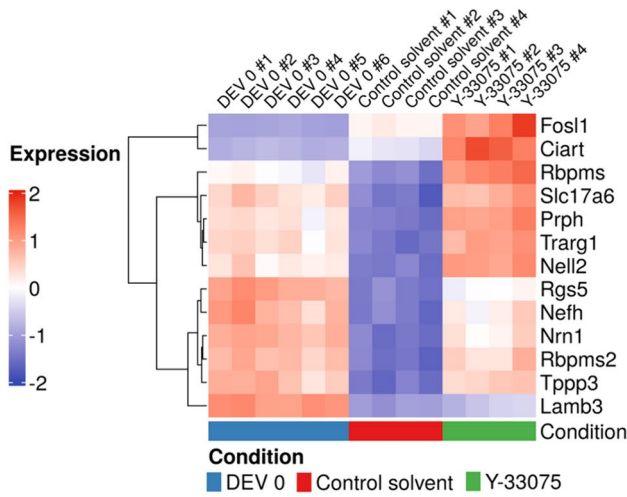 DEV 0 #1
DEV 0 #2
DEV 0 #3
DEV 0 #4
DEV 0 #5
DEV 0 #6
Control solvent #1
Control solvent #2
Control solvent #3
Control solvent #4
Y-33075 #1
Y-33075 #2
Y-33075 #3
Y-33075 #4
Expression
2
1
0
-1
-2
Fosl1
Ciart
Rbpms
Slc17a6
Prph
Trarg1
Nell2
Rgs5
Nefh
Nrn1
Rbpms2
Tppp3
Lamb3
Condition
Condition
DEV 0 Control solvent Y-33075